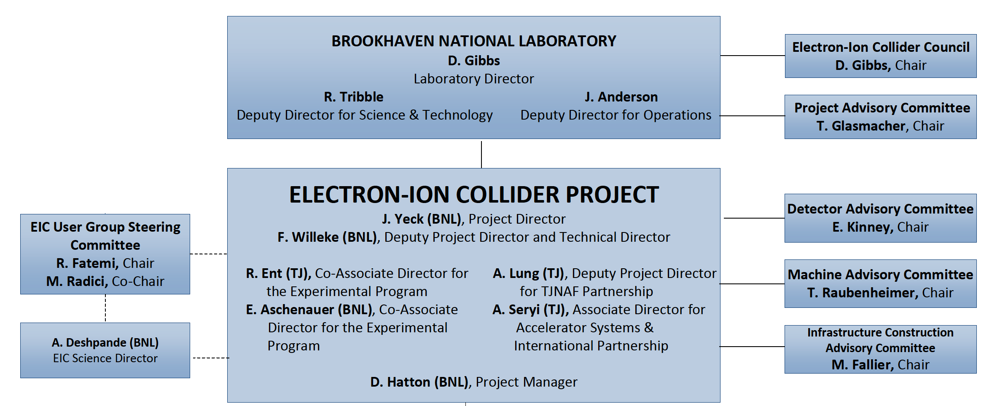 BROOKHAVEN NATIONAL LABORATORY
D. Gibbs
Laboratory Director
R. Tribble
Deputy Director for Science & Technology
J. Anderson
Deputy Director for Operations
Electron-Ion Collider Council
D. Gibbs, Chair
Project Advisory Committee
T. Glasmacher, Chair
ELECTRON-ION COLLIDER PROJECT
J. Yeck (BNL), Project Director
F. Willeke (BNL), Deputy Project Director and Technical Director
R. Ent (TJ), Co-Associate Director for
the Experimental Program
E. Aschenauer (BNL), Co-Associate
Director for the Experimental
Program
A. Lung (TJ), Deputy Project Director
for TJNAF Partnership
A. Seryi (TJ), Associate Director for
Accelerator Systems &
International Partnership
D. Hatton (BNL), Project Manager
EIC User Group Steering
Committee
R. Fatemi, Chair
M. Radici, Co-Chair
A. Deshpande (BNL)
EIC Science Director
Detector Advisory Committee
E. Kinney, Chair
Machine Advisory Committee
T. Raubenheimer, Chair
Infrastructure Construction
Advisory Committee
M. Fallier, Chair